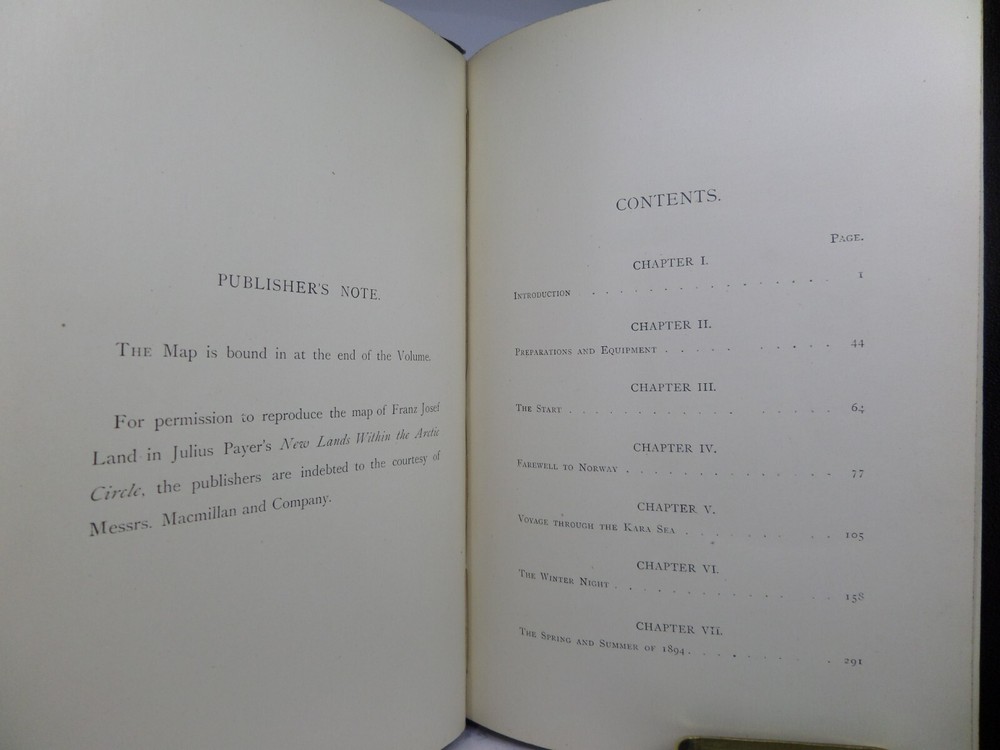 PUBLISHER'S NOTE.
THE Map is bound in at the end of the Volume.
For permission to reproduce the map of Franz Josef
Land in Julius Payer's New Lands Within the Arctic
Circle, the publishers are indebted to the courtesy of
Messrs. Macmillan and Company.
CONTENTS.
PAGE.
CHAPTER I.
INTRODUCTION . . . . . . . . . . . . . . 1
CHAPTER II.
PREPARATIONS AND EQUIPMENT . . . . . . . . . 44
CHAPTER III.
THE START . . . . . . . . . . . . . . 64
CHAPTER IV.
FAREWELL TO NORWAY . . . . . . . . . . . . 77
CHAPTER V.
VOYAGE THROUGH THE KARA SEA . . . . . . . . . 105
CHAPTER VI.
THE WINTER NIGHT . . . . . . . . . . . . 158
CHAPTER VII.
THE SPRING AND SUMMER OF 1894 . . . . . . . . 291